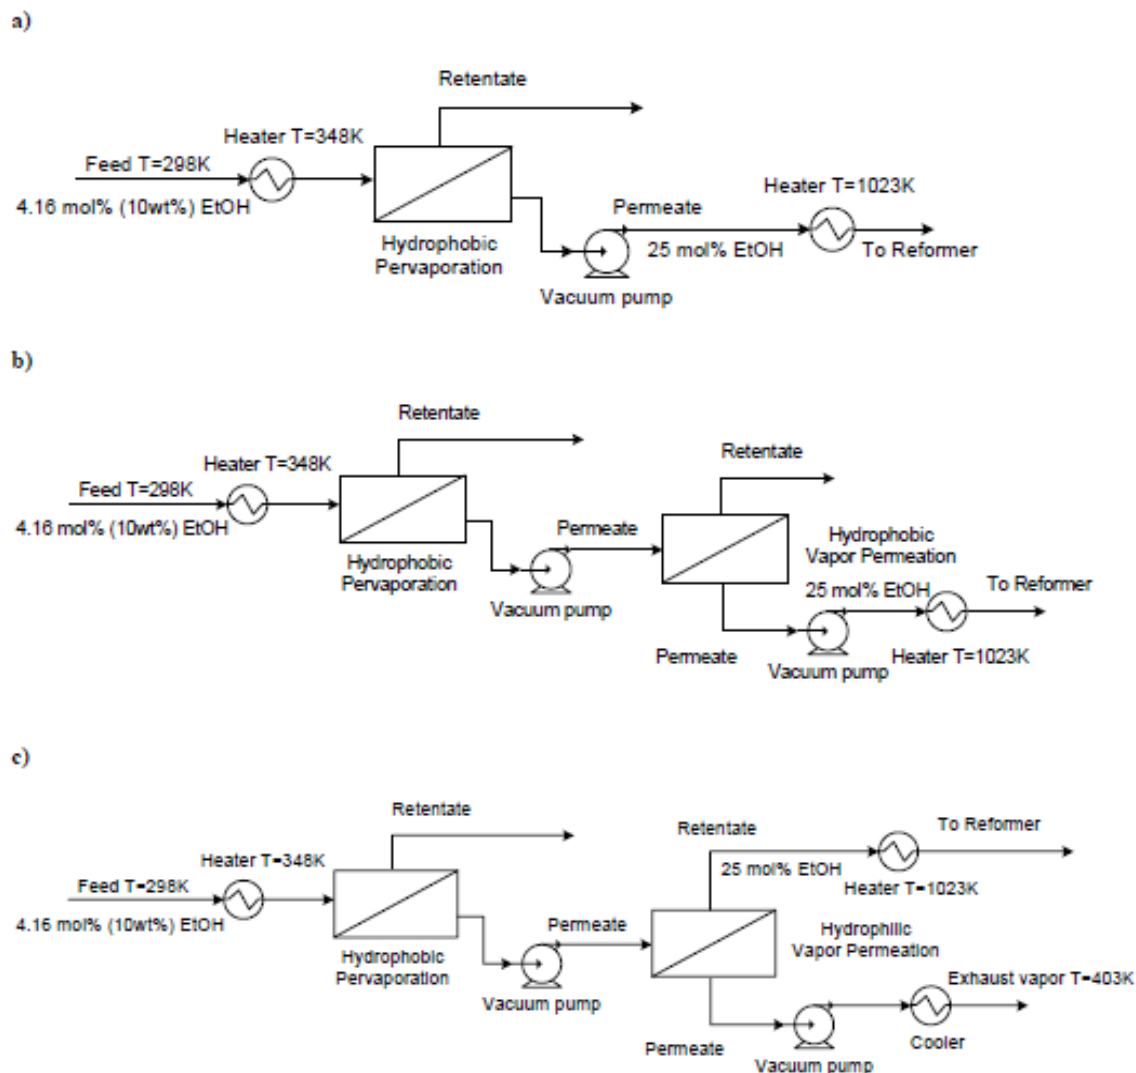 a)
Retentate
Heater T=348K
Feed T=298K
4.16 mol% (10wt%) EtOH
Hydrophobic
Pervaporation
Permeate
25 mol% EtOH
Vacuum pump
Heater T=1023K
To Reformer
b)
Retentate
Heater T=348K
Feed T=298K
4.16 mol% (10wt%) EtOH
Hydrophobic
Pervaporation
Permeate
Vacuum pump
Retentate
Hydrophobic
Vapor Permeation
25 mol% EtOH
To Reformer
Permeate
Vacuum pump
Heater T=1023K
c)
Retentate
Heater T=348K
Feed T=298K
4.16 mol% (10wt%) EtOH
Hydrophobic
Pervaporation
Permeate
Vacuum pump
Retentate
25 mol% EtOH
To Reformer
Heater T=1023K
Hydrophilic
Vapor Permeation
Exhaust vapor T=403K
Permeate
Vacuum pump
Cooler